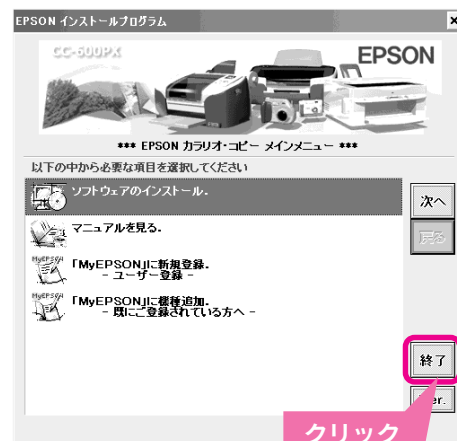 EPSON インストールプログラム
CC-600PX
EPSON
*** EPSON カラリオ・コピー メインメニュー ***
以下の中から必要な項目を選択してください
ソフトウェアのインストール.
マニュアルを見る.
MyEPSON
「MyEPSON」に新規登録.
- ユーザー登録 -
MyEPSON
「MyEPSON」に機種追加.
- 既にご登録されている方へ -
次へ
戻る
終了
er.
クリック